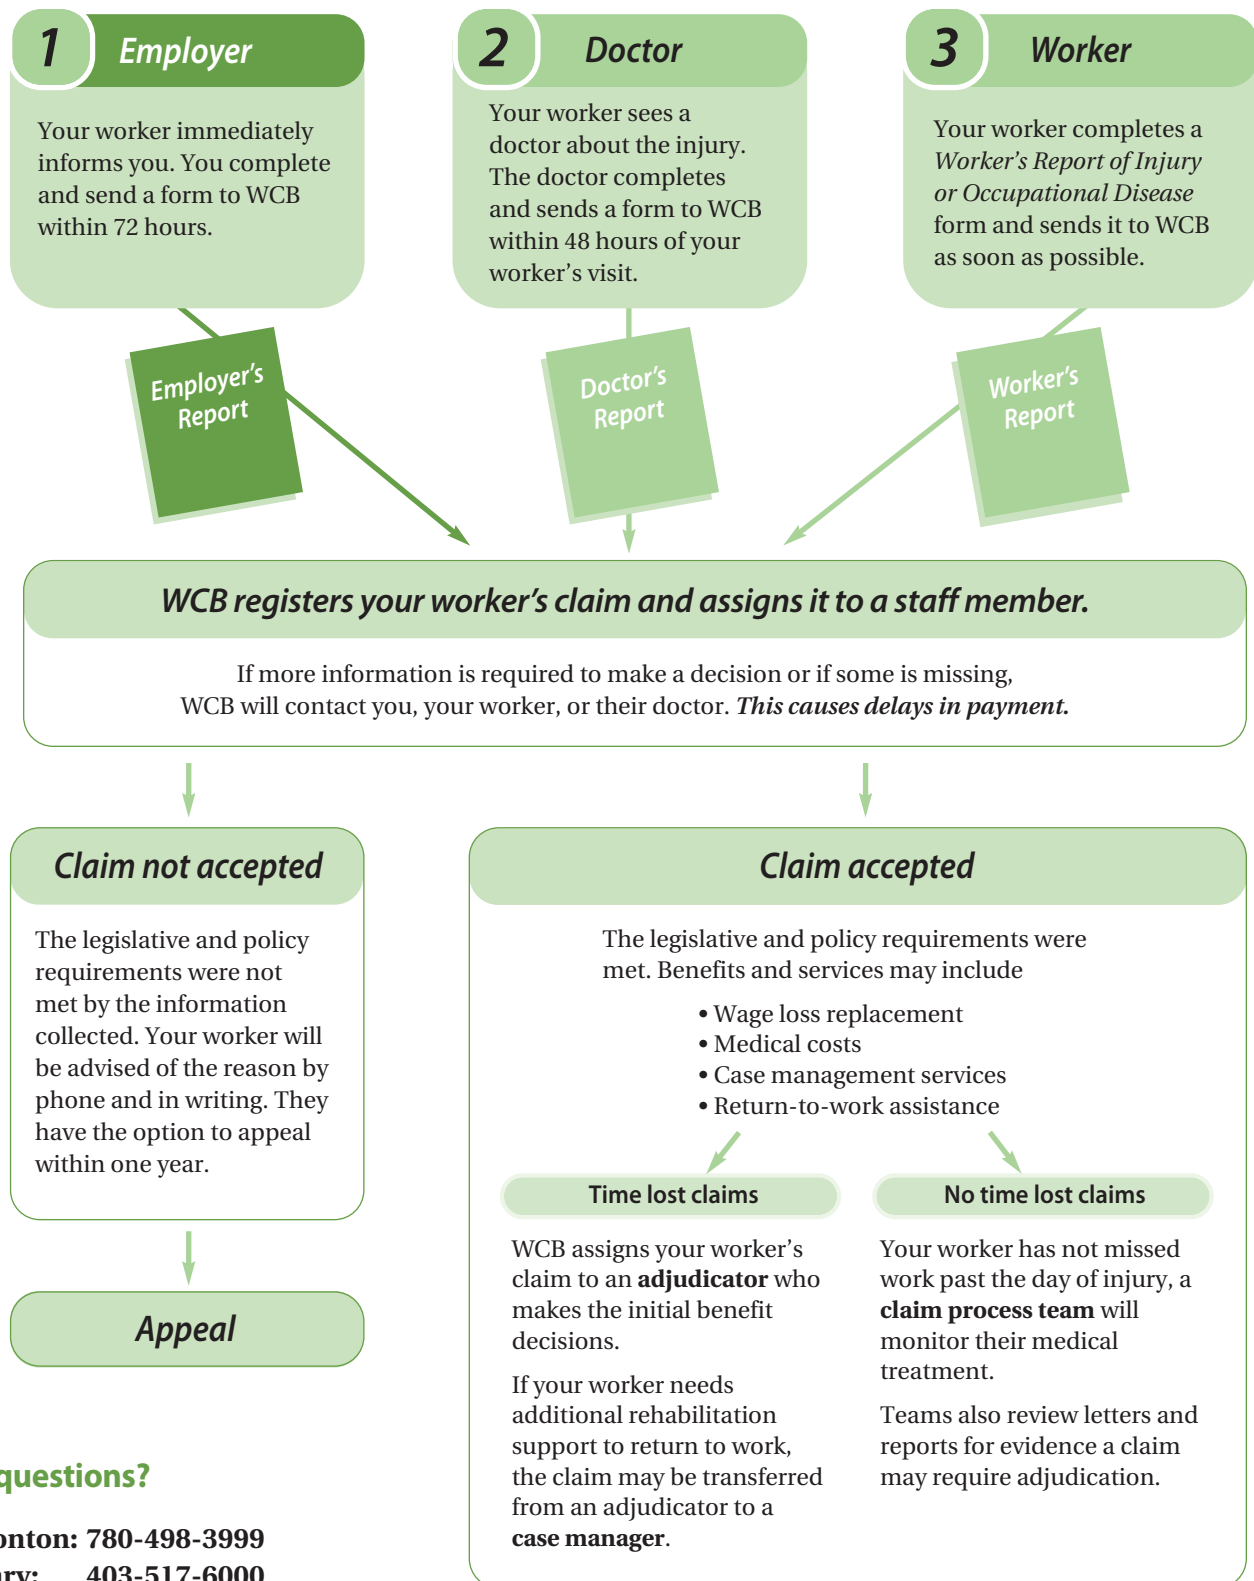 1
Employer
Your worker immediately
informs you. You complete
and send a form to WCB
within 72 hours.
2
Doctor
Your worker sees a
doctor about the injury.
The doctor completes
and sends a form to WCB
within 48 hours of your
worker's visit.
3
Worker
Your worker completes a
Worker's Report of Injury
or Occupational Disease
form and sends it to WCB
as soon as possible.
Employer's
Report
Doctor's
Report
Worker's
Report
WCB registers your worker's claim and assigns it to a staff member.
If more information is required to make a decision or if some is missing,
WCB will contact you, your worker, or their doctor. This causes delays in payment.
Claim not accepted
The legislative and policy
requirements were not
met by the information
collected. Your worker will
be advised of the reason by
phone and in writing. They
have the option to appeal
within one year.
Appeal
Claim accepted
The legislative and policy requirements were
met. Benefits and services may include
• Wage loss replacement
• Medical costs
• Case management services
• Return-to-work assistance
Time lost claims
WCB assigns your worker's
claim to an adjudicator who
makes the initial benefit
decisions.
If your worker needs
additional rehabilitation
support to return to work,
the claim may be transferred
from an adjudicator to a
case manager.
No time lost claims
Your worker has not missed
work past the day of injury, a
claim process team will
monitor their medical
treatment.
Teams also review letters and
reports for evidence a claim
may require adjudication.
questions?
onton: 780-498-3999
ary: 403-517-6000